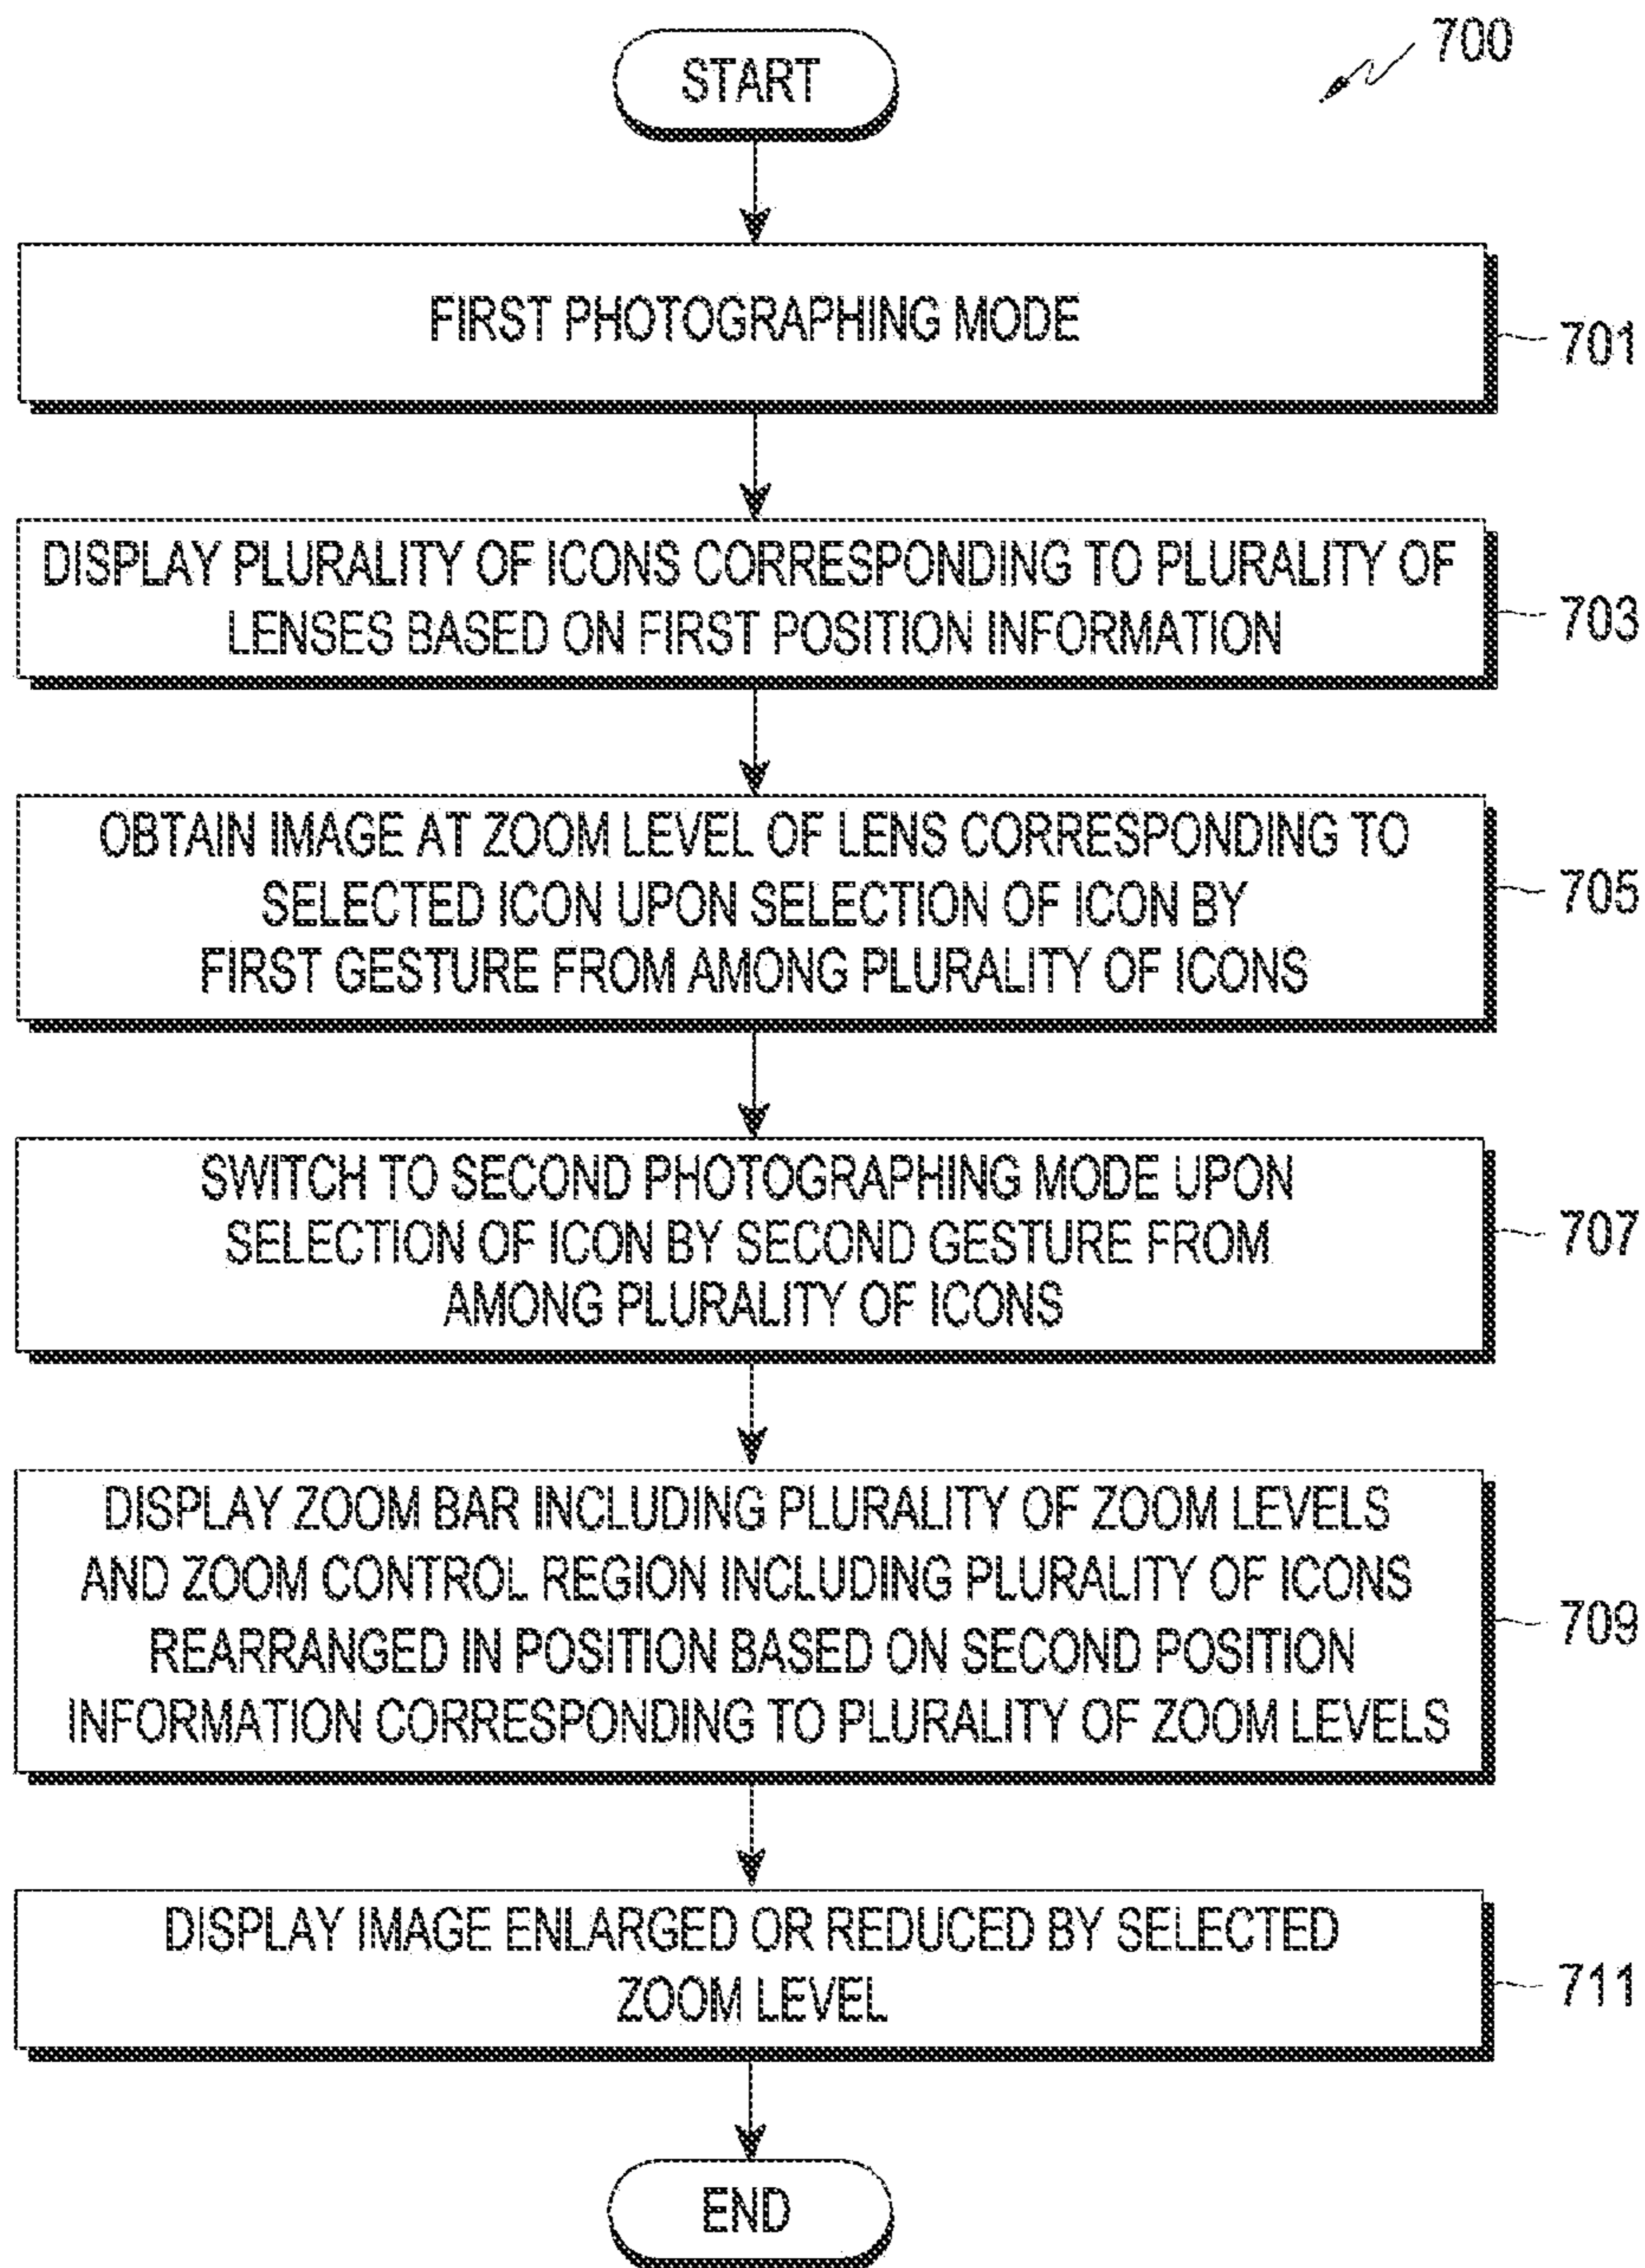 700
START
FIRST PHOTOGRAPHING MODE
701
DISPLAY PLURALITY OF ICONS CORRESPONDING TO PLURALITY OF
LENSES BASED ON FIRST POSITION INFORMATION
703
OBTAIN IMAGE AT ZOOM LEVEL OF LENS CORRESPONDING TO
SELECTED ICON UPON SELECTION OF ICON BY
FIRST GESTURE FROM AMONG PLURALITY OF ICONS
705
SWITCH TO SECOND PHOTOGRAPHING MODE UPON
SELECTION OF ICON BY SECOND GESTURE FROM
AMONG PLURALITY OF ICONS
707
DISPLAY ZOOM BAR INCLUDING PLURALITY OF ZOOM LEVELS
AND ZOOM CONTROL REGION INCLUDING PLURALITY OF ICONS
REARRANGED IN POSITION BASED ON SECOND POSITION
INFORMATION CORRESPONDING TO PLURALITY OF ZOOM LEVELS
709
DISPLAY IMAGE ENLARGED OR REDUCED BY SELECTED
ZOOM LEVEL
711
END